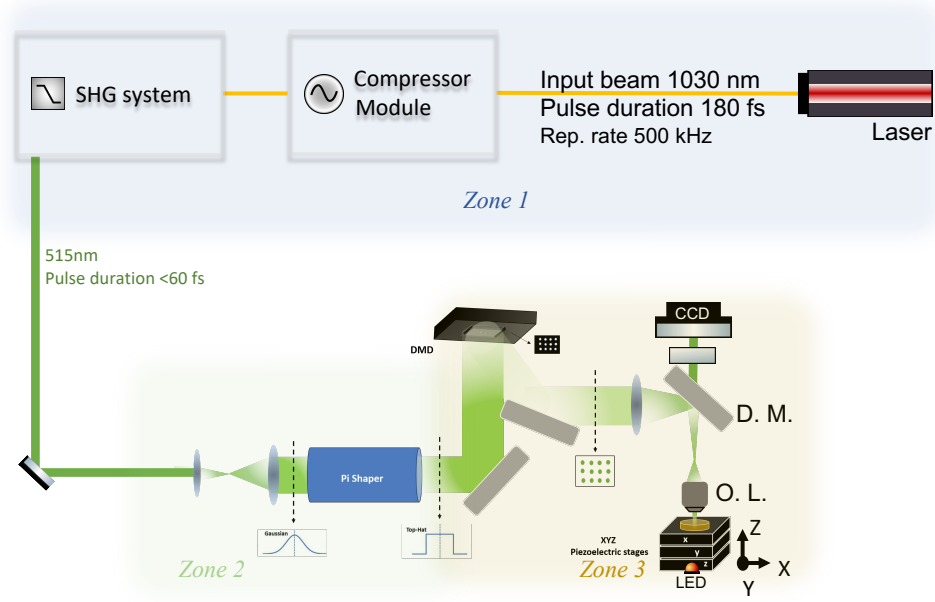 SHG system
Compressor
Module
Input beam 1030 nm
Pulse duration 180 fs
Rep. rate 500 kHz
Laser
Zone 1
515nm
Pulse duration <60 fs
DMD
CCD
D. M.
Pi Shaper
O. L.
Gaussian
Top-Hat
XYZ
Piezoelectric stages
x
y
z
LED
Z
X
Y
Zone 2
Zone 3